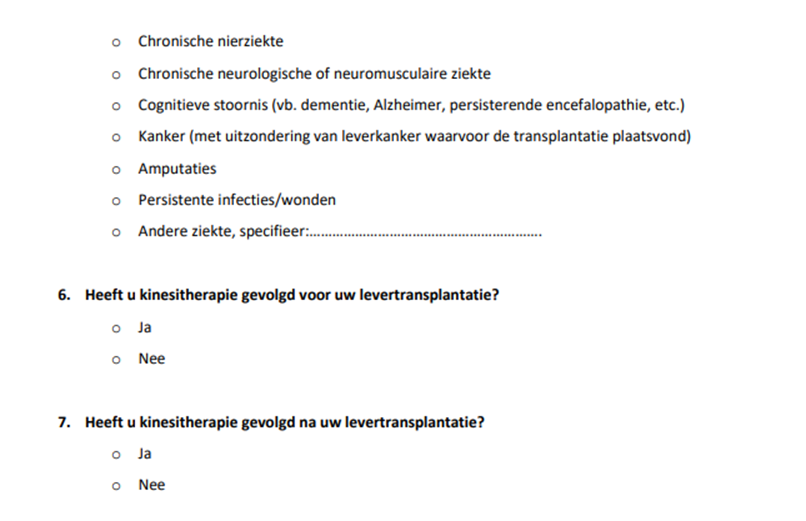 o Chronische nierziekte
o Chronische neurologische of neuromusculaire ziekte
o Cognitieve stoornis (vb. dementie, Alzheimer, persisterende encefalopathie, etc.)
o Kanker (met uitzondering van leverkanker waarvoor de transplantatie plaatsvond)
o Amputaties
o Persistente infecties/wonden
o Andere ziekte, specifieer:..............................................................
6. Heeft u kinesitherapie gevolgd voor uw levertransplantatie?
o Ja
o Nee
7. Heeft u kinesitherapie gevolgd na uw levertransplantatie?
o Ja
o Nee